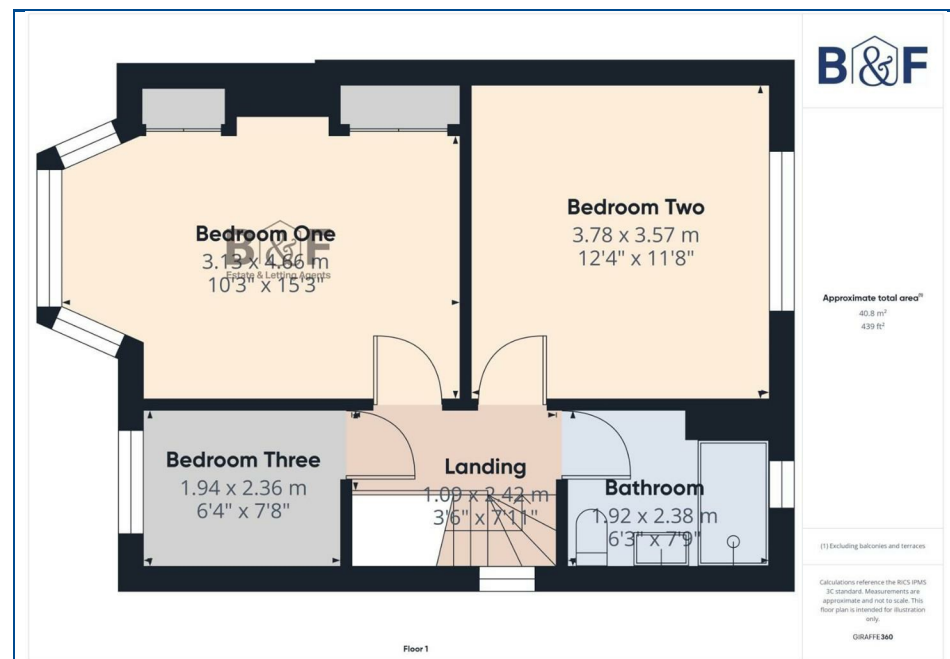 B&F
Bedroom One
3.13 x 4.66 m
10'3" x 15'3"
B&F
Estate & Letting Agents
Bedroom Two
3.78 x 3.57 m
12'4" x 11'8"
Bedroom Three
1.94 x 2.36 m
6'4" x 7'8"
Landing
1.09 x 2.42 m
3'6" x 7'11"
Bathroom
1.92 x 2.38 m
6'3" x 7'9"
Floor 1
Approximate total area(1)
40.8 m²
439 ft²
(1) Excluding balconies and terraces
Calculations reference the RICS IPMS
3C standard. Measurements are
approximate and not to scale. This
floor plan is intended for illustration
only.
GIRAFFE360